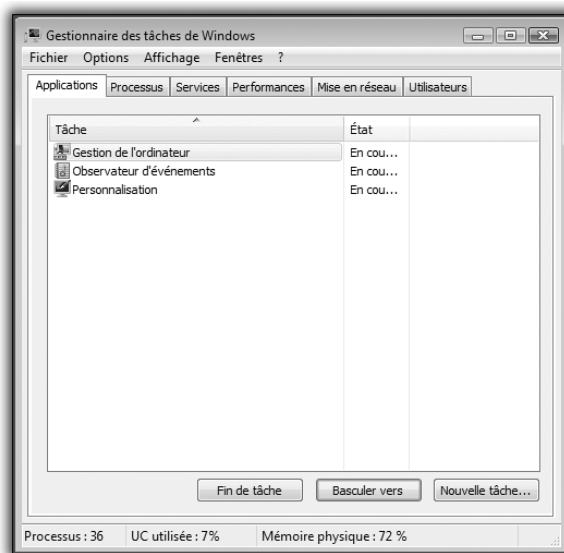 Gestionnaire des tâches de Windows
Fichier Options Affichage Fenêtres ?
Applications Processus Services Performances Mise en réseau Utilisateurs
Tâche État
Gestion de l'ordinateur En cou...
Observateur d'événements En cou...
Personnalisation En cou...
Fin de tâche Basculer vers Nouvelle tâche...
Processus : 36 UC utilisée : 7% Mémoire physique : 72 %